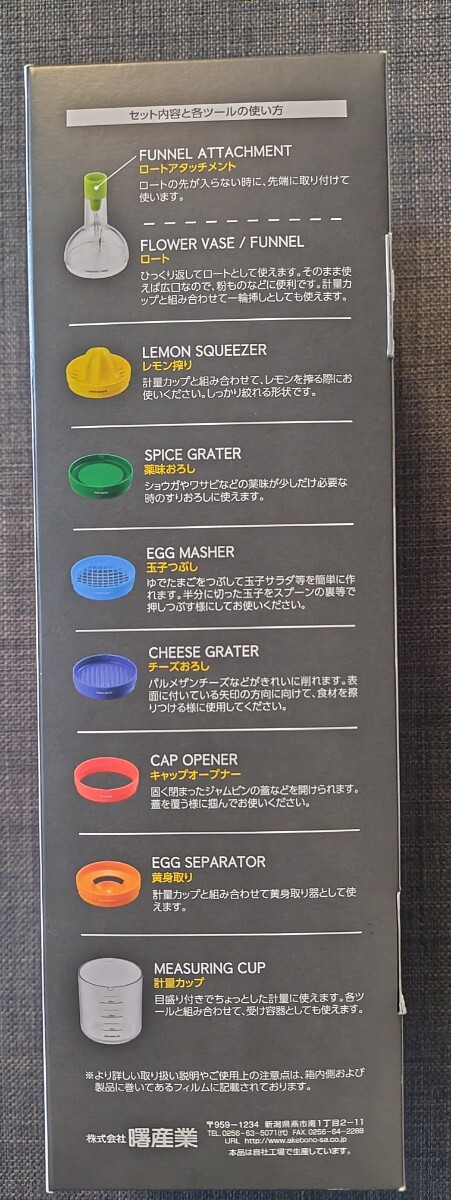 セット内容と各ツールの使い方
FUNNEL ATTACHMENT
ロートアタッチメント
ロートの先が入らない時に、先端に取り付けて
使います。
FLOWER VASE / FUNNEL
ロート
ひっくり返してロートとして使えます。そのまま使
えば広口なので、粉ものなどに便利です。計量カ
ップと組み合わせて一輪挿しとしても使えます。
LEMON SQUEEZER
レモン搾り
計量カップと組み合わせて、レモンを搾る際にお
使いください。しっかり絞れる形状です。
SPICE GRATER
薬味おろし
ショウガやワサビなどの薬味が少しだけ必要な
時のすりおろしに使えます。
EGG MASHER
玉子つぶし
ゆでたまごをつぶして玉子サラダ等を簡単に作
れます。半分に切った玉子をスプーンの裏等で
押しつぶす様にしてお使いください。
CHEESE GRATER
チーズおろし
パルメザンチーズなどがきれいに削れます。表
面に付いている矢印の方向に向けて、食材を擦
りつける様に使用してください。
CAP OPENER
キャップオープナー
固く閉まったジャムビンの蓋などを開けられます。
蓋を覆う様に掴んでお使いください。
EGG SEPARATOR
黄身取り
計量カップと組み合わせて黄身取り器として使
えます。
MEASURING CUP
計量カップ
目盛り付きでちょっとした計量に使えます。各ツ
ールと組み合わせて、受け容器としても使えます。
※より詳しい取り扱い説明やご使用上の注意点は、箱内側および
製品に巻いてあるフィルムに記載されております。
株式会社 曙産業
〒959-1234 新潟県燕市南1丁目2-11
TEL.0256-63-5071(代) FAX.0256-64-2288
URL http://www.akebono-sa.co.jp
本品は自社工場で生産しています。